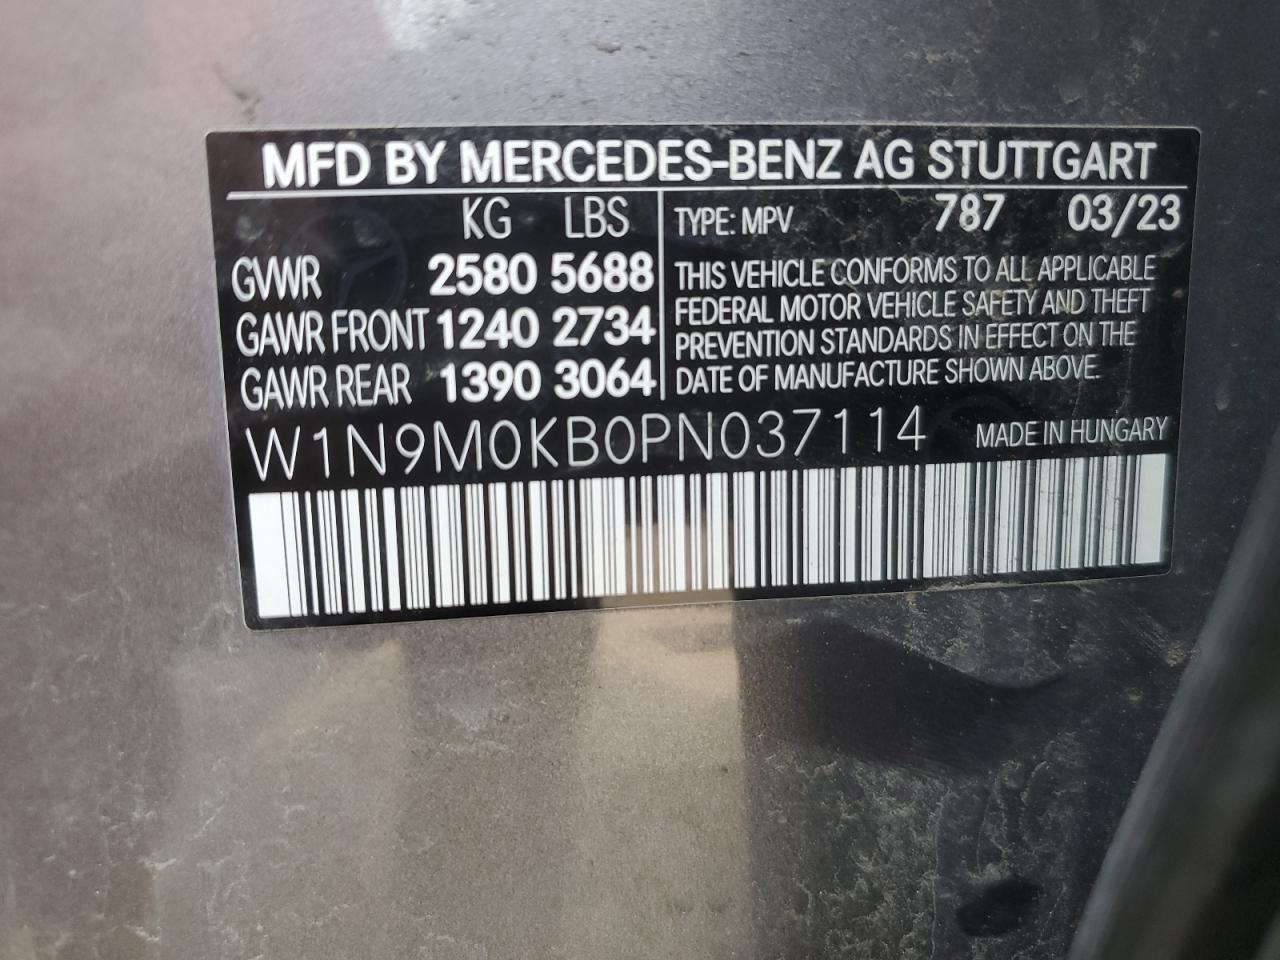 MFD BY MERCEDES-BENZ AG STUTTGART
KG LBS
GVWR 2580 5688
GAWR FRONT 1240 2734
GAWR REAR 1390 3064
TYPE: MPV 787 03/23
THIS VEHICLE CONFORMS TO ALL APPLICABLE
FEDERAL MOTOR VEHICLE SAFETY AND THEFT
PREVENTION STANDARDS IN EFFECT ON THE
DATE OF MANUFACTURE SHOWN ABOVE.
W1N9M0KB0PN037114 MADE IN HUNGARY